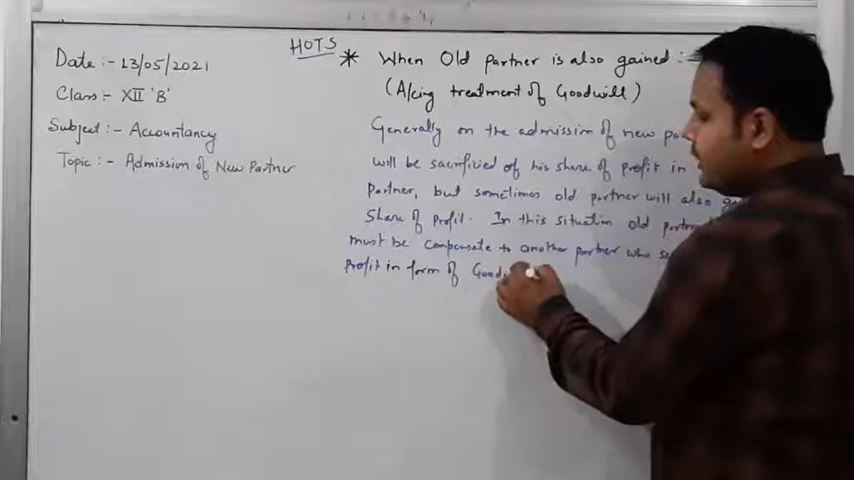 Date :- 13/05/2021
Class :- XII 'B'
Subject :- Accountancy
Topic :- Admission of New Partner
HOTS
* When Old partner is also gained :-
(A/cing treatment of Goodwill)
Generally on the admission of new
will be sacrificed of his share of profit in
Partner, but sometimes old partner will also
Share of Profit. In this situation old
must be compensate to another partner who
Profit in form of